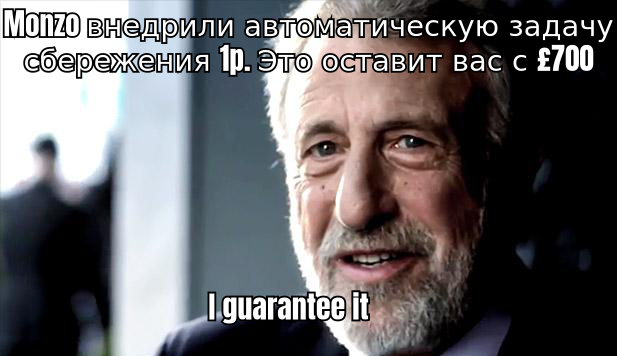 Monzo внедрили автоматическую задачу
сбережения 1p. Это оставит вас с £700
I guarantee it